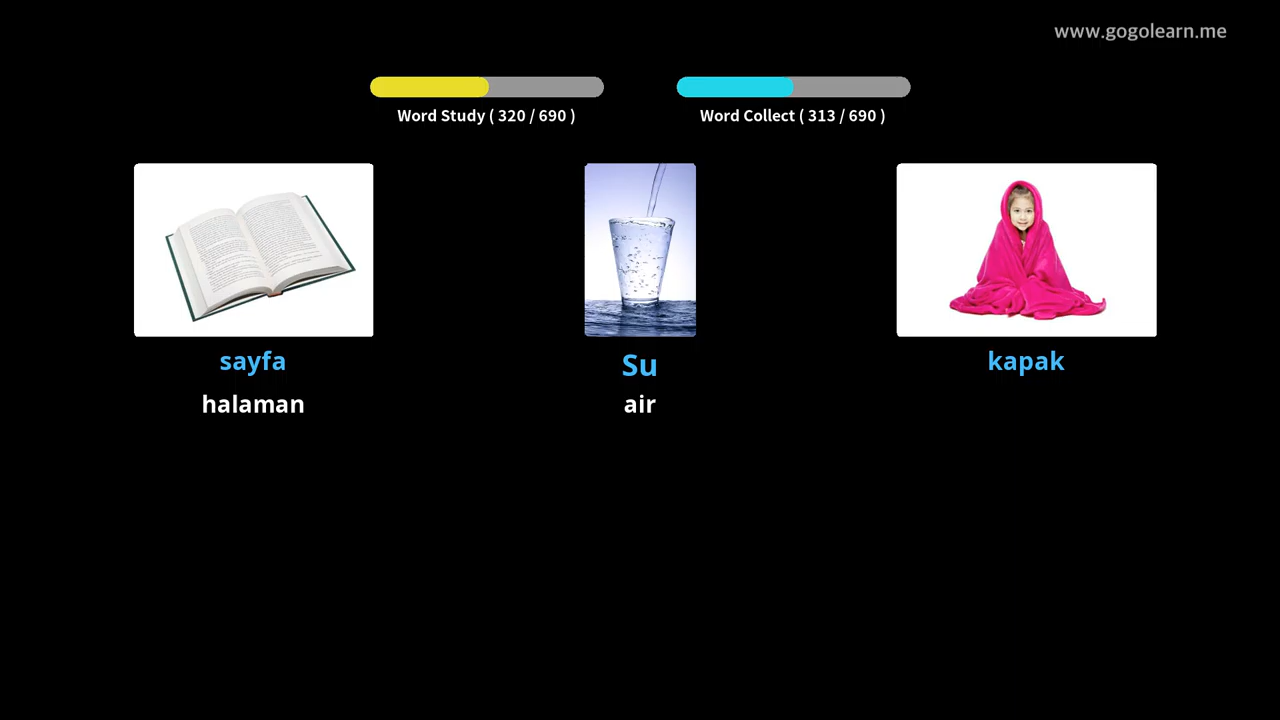 www.gogolearn.me
Word Study ( 320 / 690 )
Word Collect ( 313 / 690 )
sayfa
halaman
Su
air
kapak